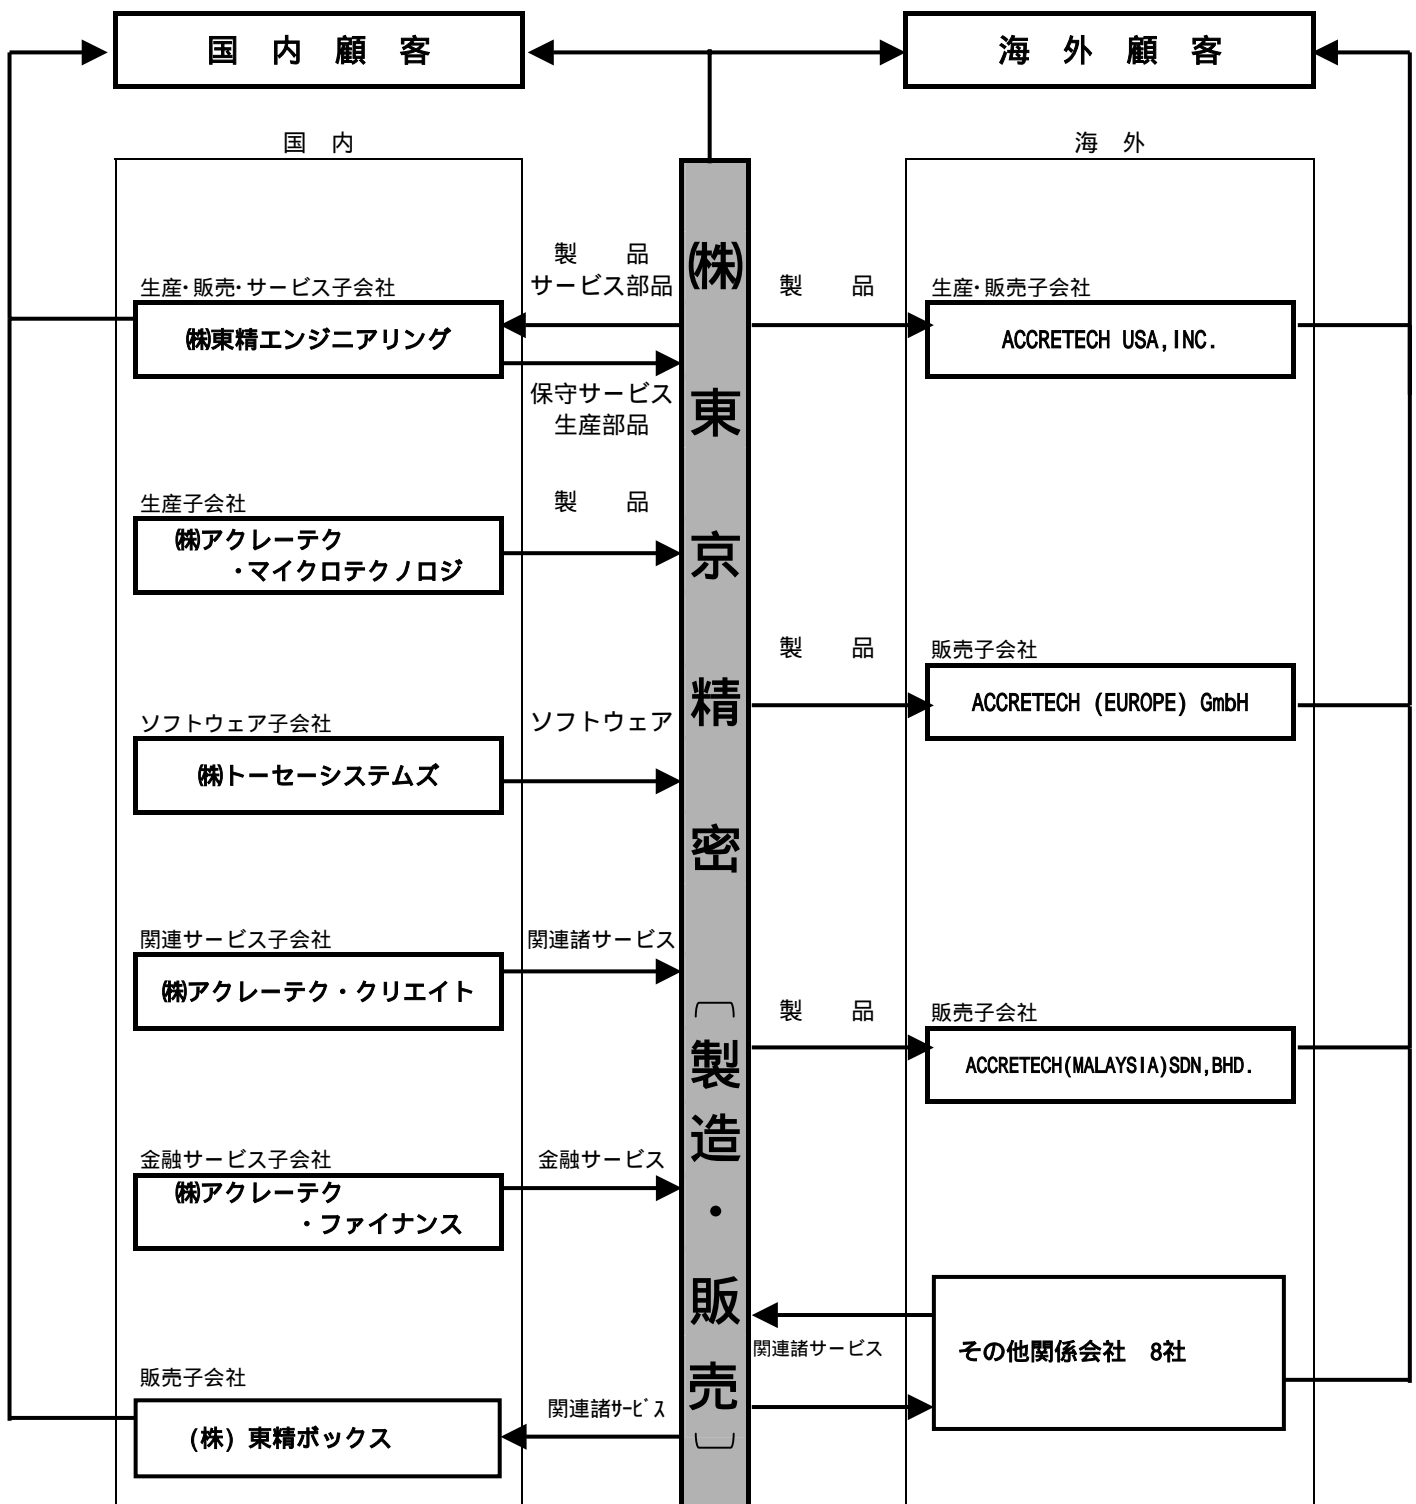 国 内 顧 客
海 外 顧 客
国 内
海 外
㈱東京精密〔製造・販売〕
生産・販売・サービス子会社
㈱東精エンジニアリング
製 品
サービス部品
保守サービス
生産部品
生産子会社
㈱アクレーテク
・マイクロテクノロジ
製 品
ソフトウェア子会社
㈱トーセーシステムズ
ソフトウェア
関連サービス子会社
㈱アクレーテク・クリエイト
関連諸サービス
金融サービス子会社
㈱アクレーテク
・ファイナンス
金融サービス
販売子会社
(株) 東精ボックス
関連諸ｻｰﾋﾞｽ
製 品
生産・販売子会社
ACCRETECH USA,INC.
製 品
販売子会社
ACCRETECH (EUROPE) GmbH
製 品
販売子会社
ACCRETECH(MALAYSIA)SDN,BHD.
関連諸サービス
その他関係会社 8社